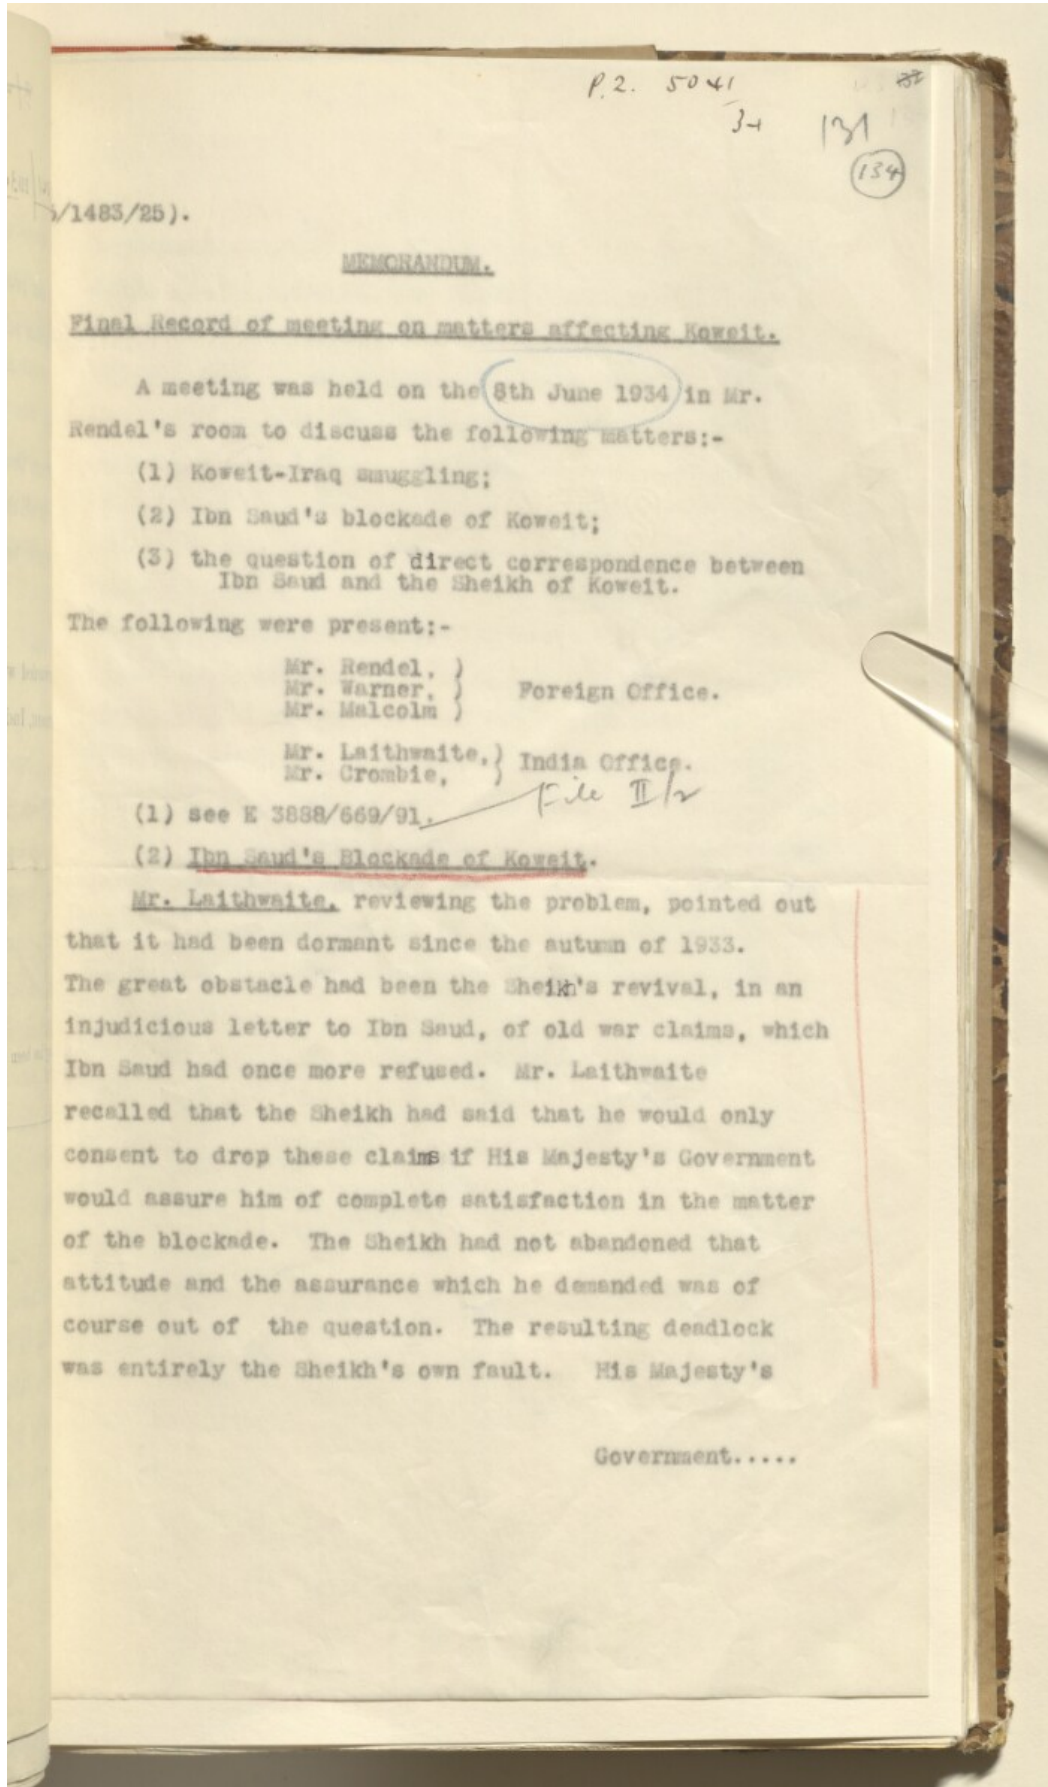 P.Z. 5041
34
131
134
/1483/25).
MEMORANDUM.
Final Record of meeting on matters affecting Koweit.
A meeting was held on the 8th June 1934 in Mr.
Rendel's room to discuss the following matters:-
(1) Koweit-Iraq smuggling;
(2) Ibn Saud's blockade of Koweit;
(3) the question of direct correspondence between
Ibn Saud and the Sheikh of Koweit.
The following were present:-
Mr. Rendel, )
Mr. Warner, ) Foreign Office.
Mr. Malcolm )
Mr. Laithwaite,) India Office.
Mr. Crombie, )
File II/2
(1) see E 3888/669/91.
(2) Ibn Saud's Blockade of Koweit.
Mr. Laithwaite, reviewing the problem, pointed out
that it had been dormant since the autumn of 1933.
The great obstacle had been the Sheikh's revival, in an
injudicious letter to Ibn Saud, of old war claims, which
Ibn Saud had once more refused. Mr. Laithwaite
recalled that the Sheikh had said that he would only
consent to drop these claims if His Majesty's Government
would assure him of complete satisfaction in the matter
of the blockade. The Sheikh had not abandoned that
attitude and the assurance which he demanded was of
course out of the question. The resulting deadlock
was entirely the Sheikh's own fault. His Majesty's
Government.....